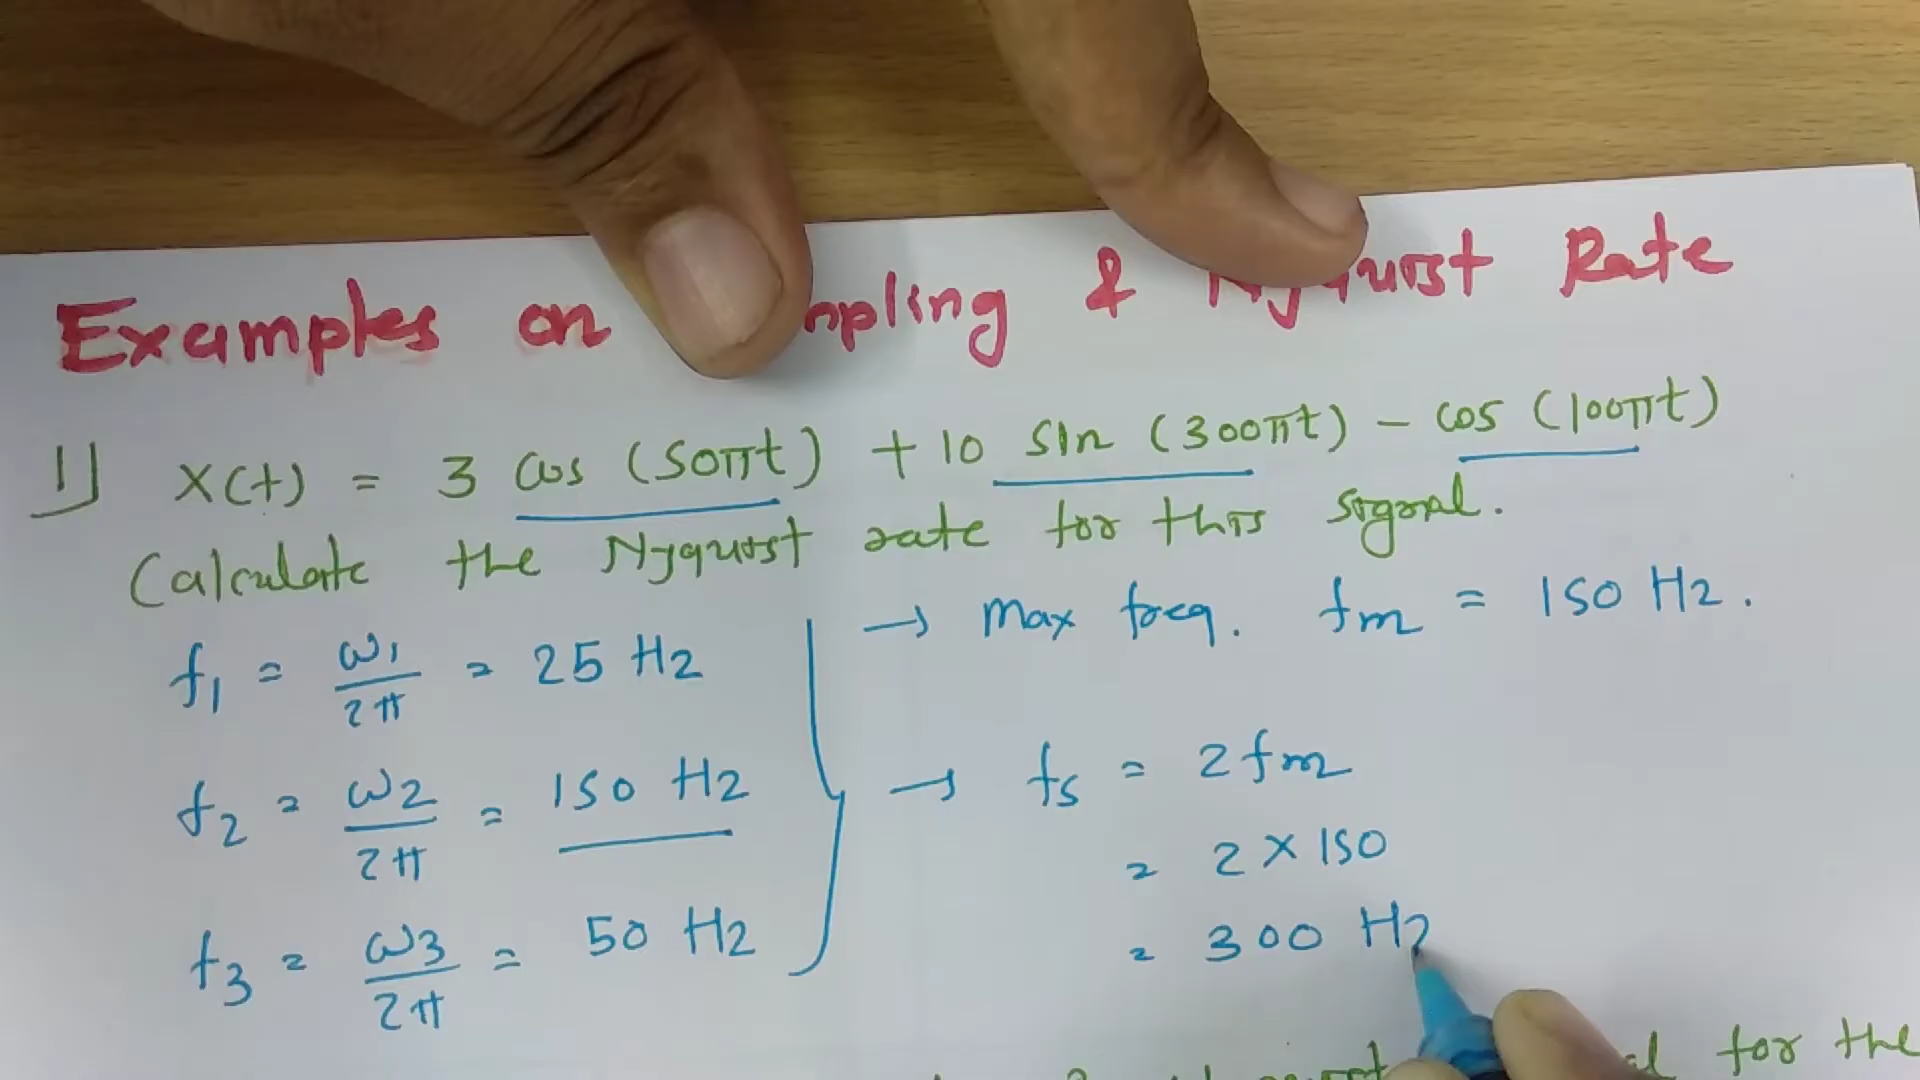 Examples on mpling & Nyquist Rate
1] x(t) = 3 cos (50πt) + 10 sin (300πt) - cos (100πt)
Calculate the Nyquist rate for this signal.
f1 = ω1/2π = 25 Hz
→ Max freq. fm = 150 Hz.
f2 = ω2/2π = 150 Hz
→ fs = 2fm
= 2 × 150
= 300 Hz
f3 = ω3/2π = 50 Hz
for the